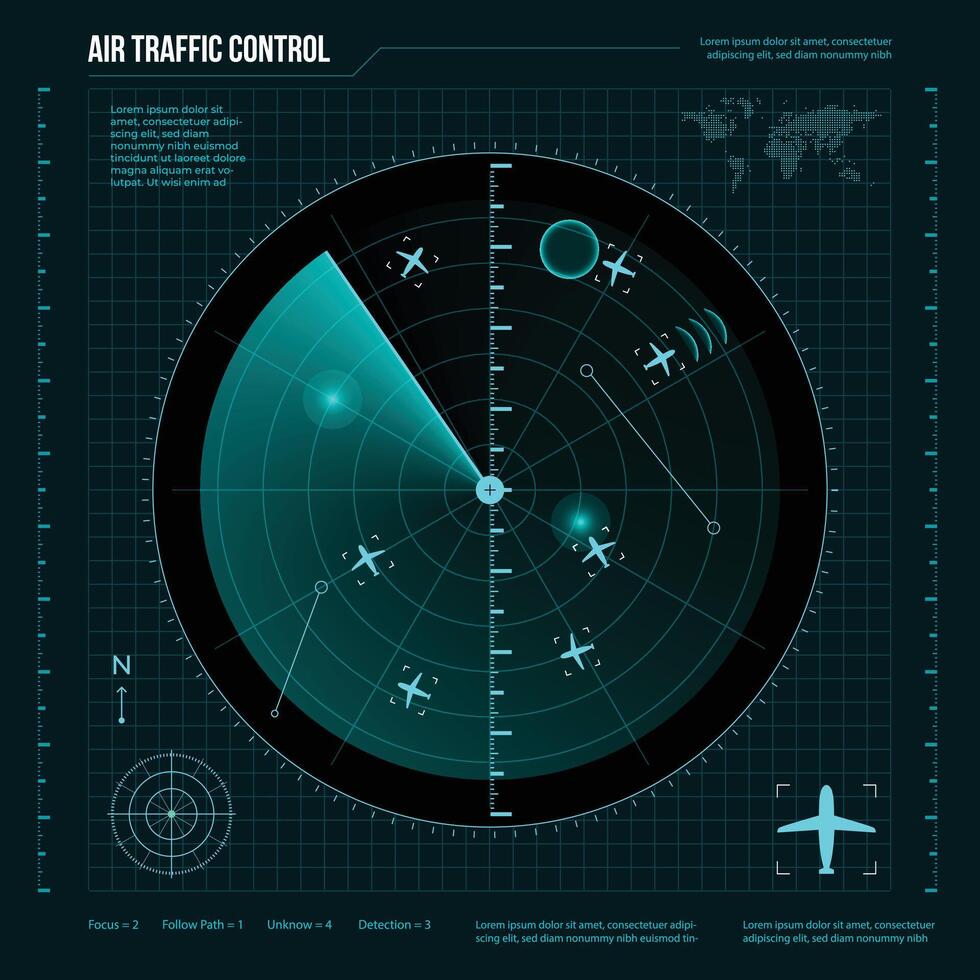 AIR TRAFFIC CONTROL
Lorem ipsum dolor sit amet, consectetuer
adipiscing elit, sed diam nonummy nibh
Lorem ipsum dolor sit
amet, consectetuer adipi-
scing elit, sed diam
nonummy nibh euismod
tincidunt ut laoreet dolore
magna aliquam erat vo-
lutpat. Ut wisi enim ad
N
Focus = 2
Follow Path = 1
Unknow = 4
Detection = 3
Lorem ipsum dolor sit amet, consectetuer adipi-
scing elit, sed diam nonummy nibh euismod tin-
Lorem ipsum dolor sit amet, consectetuer
adipiscing elit, sed diam nonummy nibh